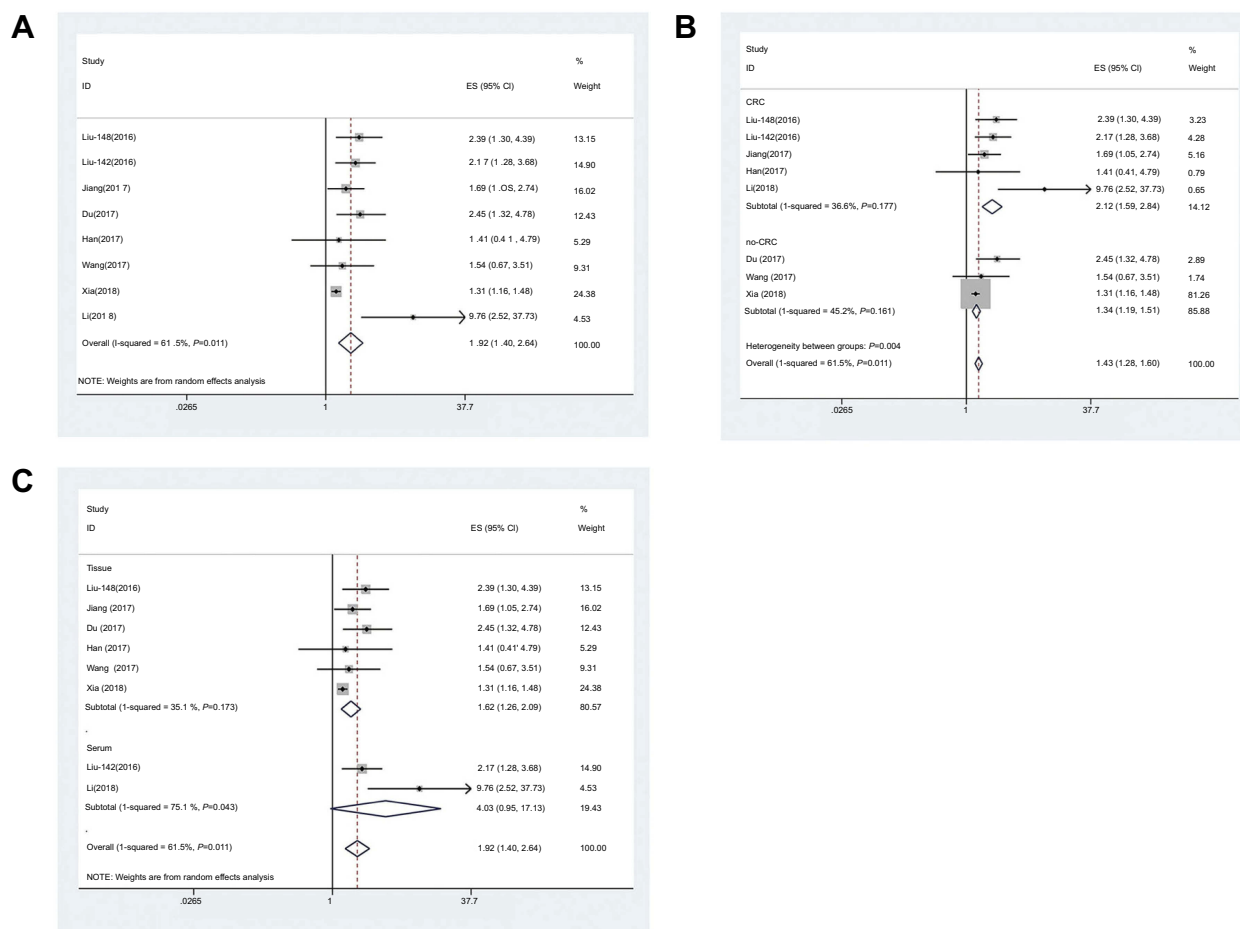 A
Study %
ID ES (95% CI) Weight
Liu-148(2016) 2.39 (1 .30, 4.39) 13.15
Liu-142(2016) 2.1 7 (1 .28, 3.68) 14.90
Jiang(201 7) 1.69 (1 .OS, 2.74) 16.02
Du(2017) 2.45 (1 .32, 4.78) 12.43
Han(2017) 1 .41 (0.4 1 , 4.79) 5.29
Wang(2017) 1.54 (0.67, 3.51) 9.31
Xia(2018) 1.31 (1.16, 1.48) 24.38
Li(201 8) 9.76 (2.52, 37.73) 4.53
Overall (I-squared = 61 .5%, P=0.011) 1 .92 (1 .40, 2.64) 100.00
NOTE: Weights are from random effects analysis
.0265 1 37.7
B
Study %
ID ES (95% CI) Weight
CRC
Liu-148(2016) 2.39 (1.30, 4.39) 3.23
Liu-142(2016) 2.17 (1.28, 3.68) 4.28
Jiang(2017) 1.69 (1.05, 2.74) 5.16
Han(2017) 1.41 (0.41, 4.79) 0.79
Li(2018) 9.76 (2.52, 37.73) 0.65
Subtotal (1-squared = 36.6%, P=0.177) 2.12 (1.59, 2.84) 14.12
no-CRC
Du (2017) 2.45 (1.32, 4.78) 2.89
Wang (2017) 1.54 (0.67, 3.51) 1.74
Xia (2018) 1.31 (1.16, 1.48) 81.26
Subtotal (1-squared = 45.2%, P=0.161) 1.34 (1.19, 1.51) 85.88
Heterogeneity between groups: P=0.004
Overall (1-squared = 61.5%, P=0.011) 1.43 (1.28, 1.60) 100.00
.0265 1 37.7
C
Study %
ID ES (95% CI) Weight
Tissue
Liu-148(2016) 2.39 (1.30, 4.39) 13.15
Jiang (2017) 1.69 (1.05, 2.74) 16.02
Du (2017) 2.45 (1.32, 4.78) 12.43
Han (2017) 1.41 (0.41' 4.79) 5.29
Wang (2017) 1.54 (0.67, 3.51) 9.31
Xia (2018) 1.31 (1.16, 1.48) 24.38
Subtotal (1-squared = 35.1 %, P=0.173) 1.62 (1.26, 2.09) 80.57
.
Serum
Liu-142(2016) 2.17 (1.28, 3.68) 14.90
Li(2018) 9.76 (2.52, 37.73) 4.53
Subtotal (1-squared = 75.1 %, P=0.043) 4.03 (0.95, 17.13) 19.43
.
Overall (1-squared = 61.5%, P=0.011) 1.92 (1.40, 2.64) 100.00
NOTE: Weights are from random effects analysis
.0265 1 37.7